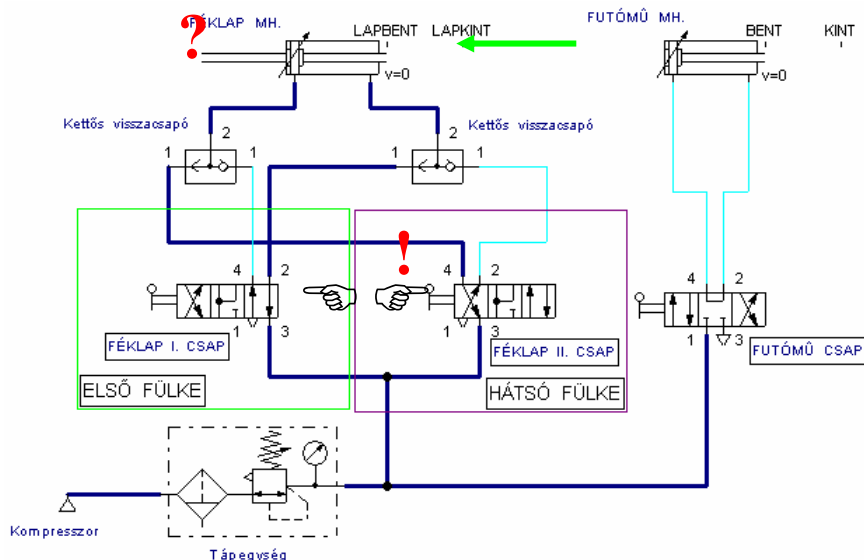 ?
FÉKLAP MH.
LAPBENT LAPKINT
FUTÓMÛ MH.
BENT
KINT
v=0
v=0
Kettős visszacsapó
2
2
Kettős visszacsapó
1
1
1
1
!
4
2
4
2
4
2
1
3
1
3
1
3
FÉKLAP I. CSAP
FÉKLAP II. CSAP
FUTÓMÛ CSAP
ELSŐ FÜLKE
HÁTSÓ FÜLKE
Kompresszor
Tápegység